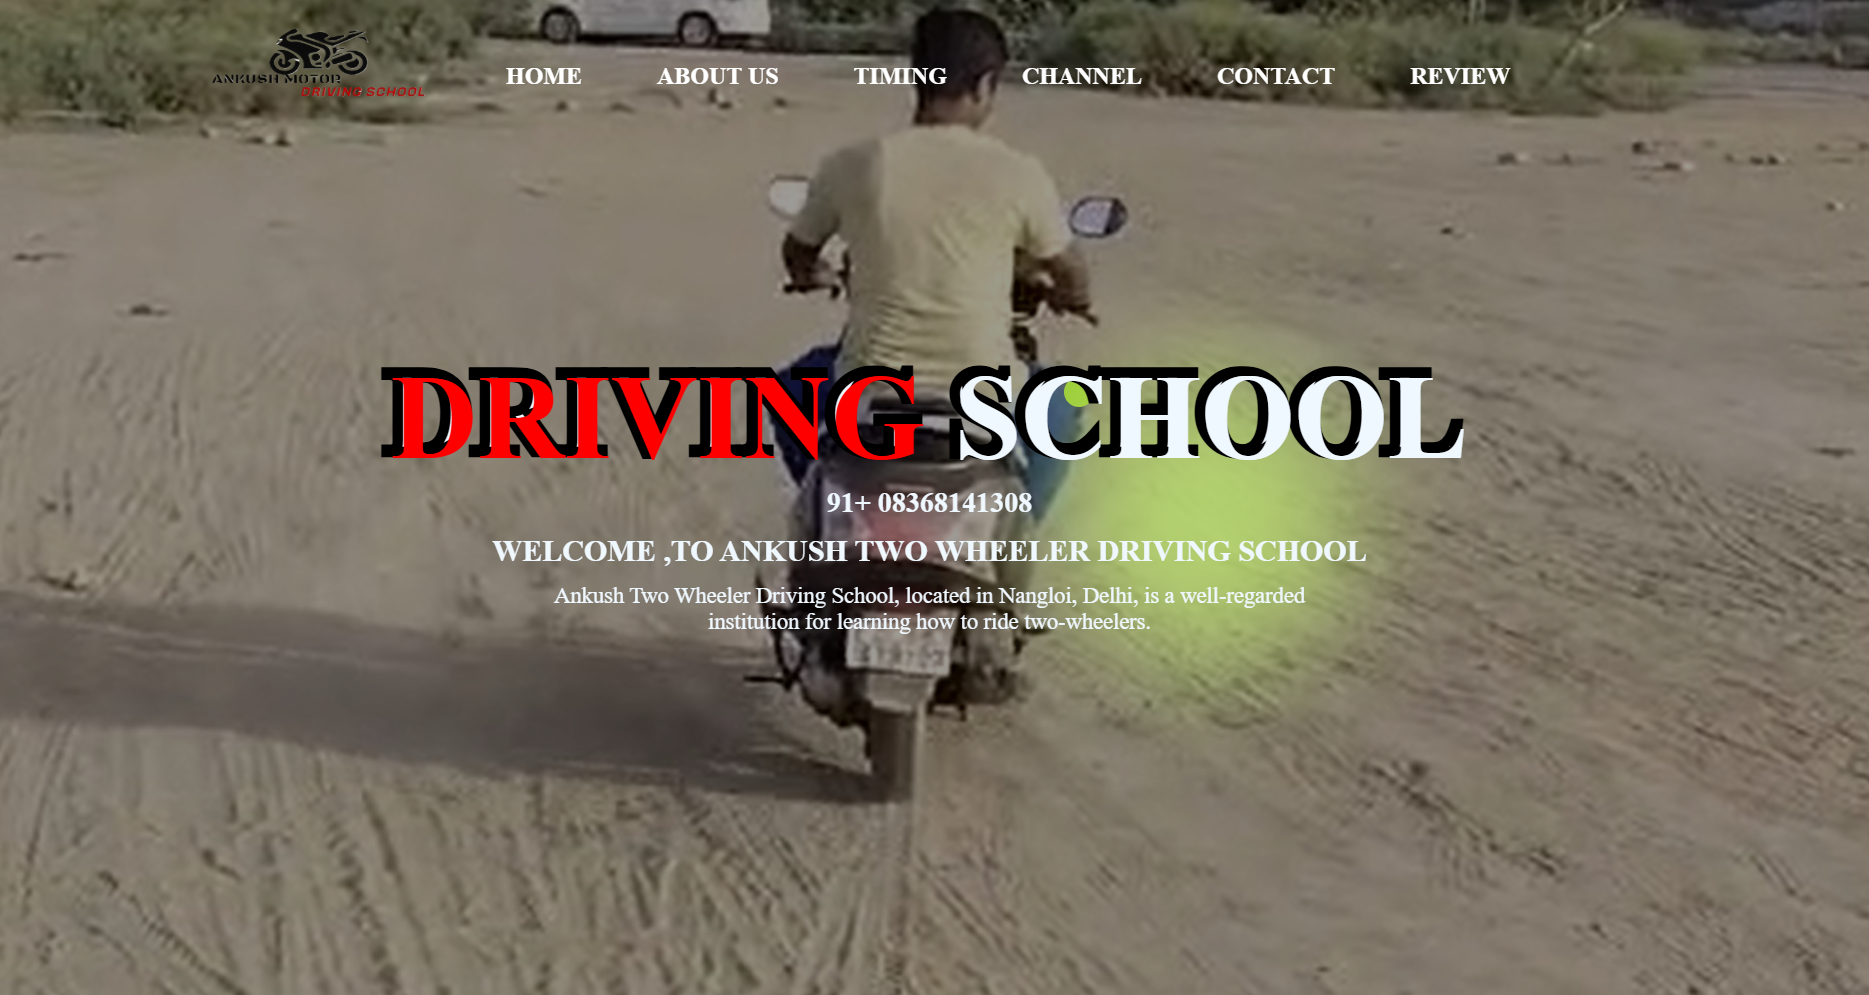 ANKUSH MOTOR
DRIVING SCHOOL
HOME ABOUT US TIMING CHANNEL CONTACT REVIEW
DRIVING SCHOOL
91+ 08368141308
WELCOME ,TO ANKUSH TWO WHEELER DRIVING SCHOOL
Ankush Two Wheeler Driving School, located in Nangloi, Delhi, is a well-regarded
institution for learning how to ride two-wheelers.